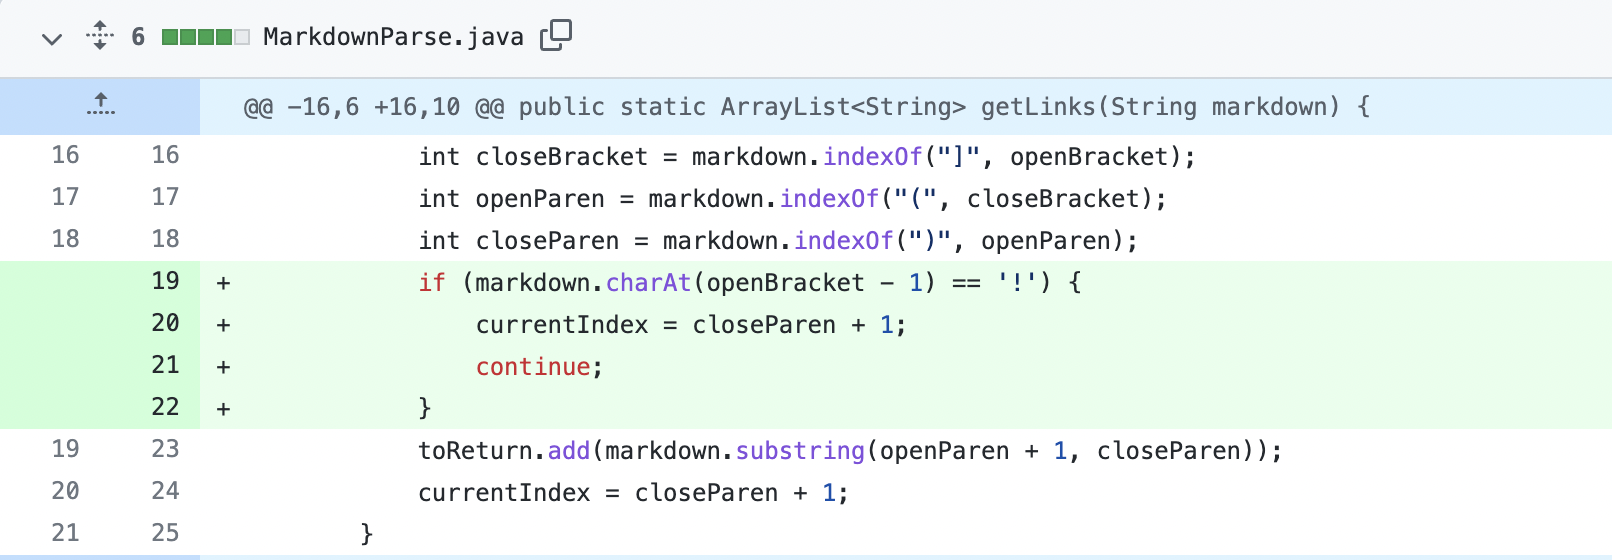 6 MarkdownParse.java
@@ -16,6 +16,10 @@ public static ArrayList<String> getLinks(String markdown) {
16 16 int closeBracket = markdown.indexOf("]", openBracket);
17 17 int openParen = markdown.indexOf("(", closeBracket);
18 18 int closeParen = markdown.indexOf(")", openParen);
19 + if (markdown.charAt(openBracket - 1) == '!') {
20 + currentIndex = closeParen + 1;
21 + continue;
22 + }
19 23 toReturn.add(markdown.substring(openParen + 1, closeParen));
20 24 currentIndex = closeParen + 1;
21 25 }